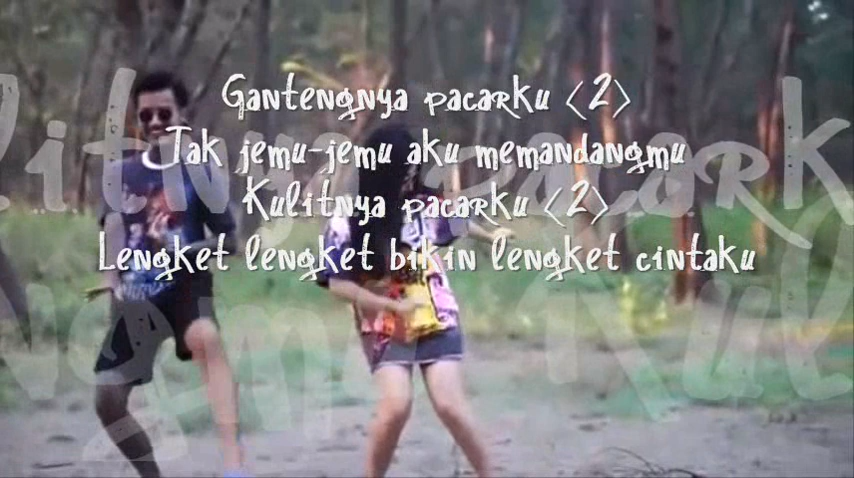 Gantengnya pacarku <2>
Tak jemu-jemu aku memandangmu
Kulitnya pacarku <2>
Lengket lengket bikin lengket cintaku